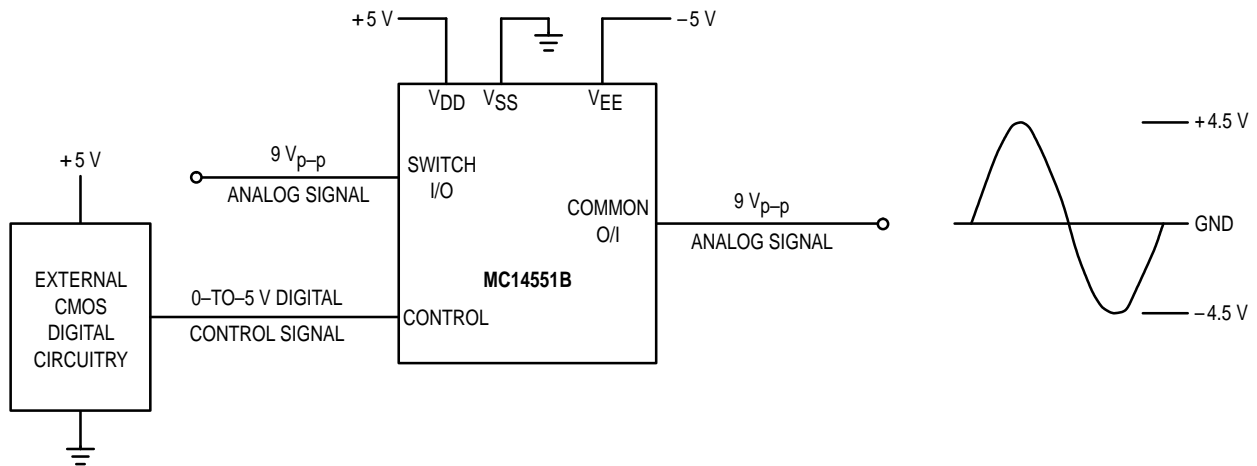 +5 V
−5 V
VDD
VSS
VEE
+4.5 V
+5 V
9 Vp–p
SWITCH
I/O
ANALOG SIGNAL
COMMON
O/I
9 Vp–p
ANALOG SIGNAL
GND
MC14551B
EXTERNAL
CMOS
DIGITAL
CIRCUITRY
0–TO–5 V DIGITAL
CONTROL SIGNAL
CONTROL
−4.5 V